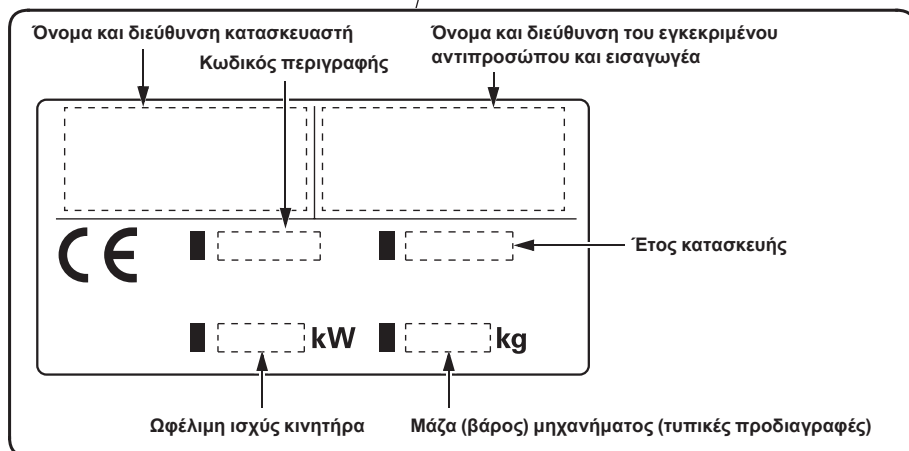 Όνομα και διεύθυνση κατασκευαστή
Κωδικός περιγραφής
Όνομα και διεύθυνση του εγκεκριμένου
αντιπροσώπου και εισαγωγέα
CE
Έτος κατασκευής
kW
kg
Ωφέλιμη ισχύς κινητήρα
Μάζα (βάρος) μηχανήματος (τυπικές προδιαγραφές)